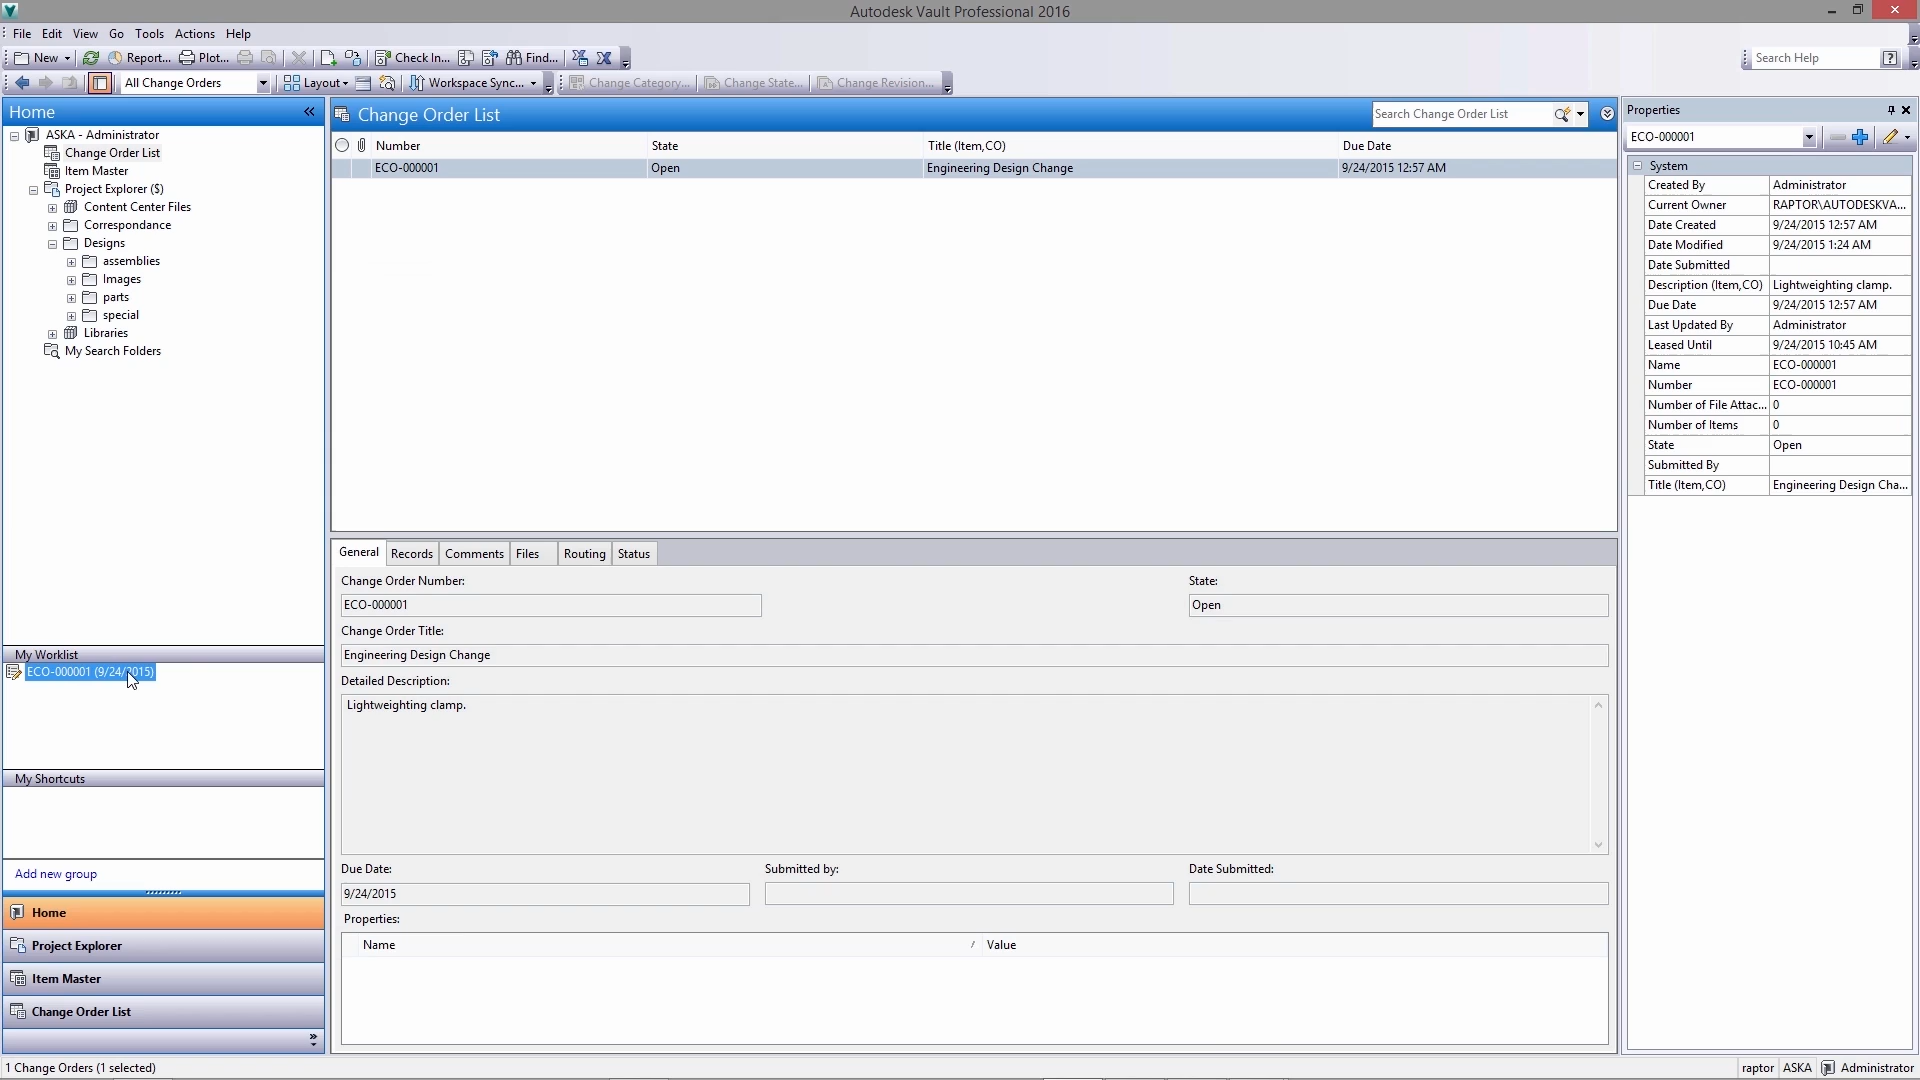 Autodesk Vault Professional 2016
File Edit View Go Tools Actions Help
New Report... Plot... Check In... Find... Search Help
All Change Orders Layout Workspace Sync... Change Category... Change State... Change Revision...
Home
ASKA - Administrator
Change Order List
Item Master
Project Explorer ($)
Content Center Files
Correspondance
Designs
assemblies
Images
parts
special
Libraries
My Search Folders
My Worklist
ECO-000001 (9/24/2015)
My Shortcuts
Add new group
Home
Project Explorer
Item Master
Change Order List
Change Order List Search Change Order List
Number State Title (Item,CO) Due Date
ECO-000001 Open Engineering Design Change 9/24/2015 12:57 AM
General Records Comments Files Routing Status
Change Order Number: State:
ECO-000001 Open
Change Order Title:
Engineering Design Change
Detailed Description:
Lightweighting clamp.
Due Date: Submitted by: Date Submitted:
9/24/2015
Properties:
Name Value
Properties
ECO-000001
System
Created By Administrator
Current Owner RAPTOR\AUTODESKVA...
Date Created 9/24/2015 12:57 AM
Date Modified 9/24/2015 1:24 AM
Date Submitted
Description (Item,CO) Lightweighting clamp.
Due Date 9/24/2015 12:57 AM
Last Updated By Administrator
Leased Until 9/24/2015 10:45 AM
Name ECO-000001
Number ECO-000001
Number of File Attac... 0
Number of Items 0
State Open
Submitted By
Title (Item,CO) Engineering Design Cha...
1 Change Orders (1 selected) raptor ASKA Administrator